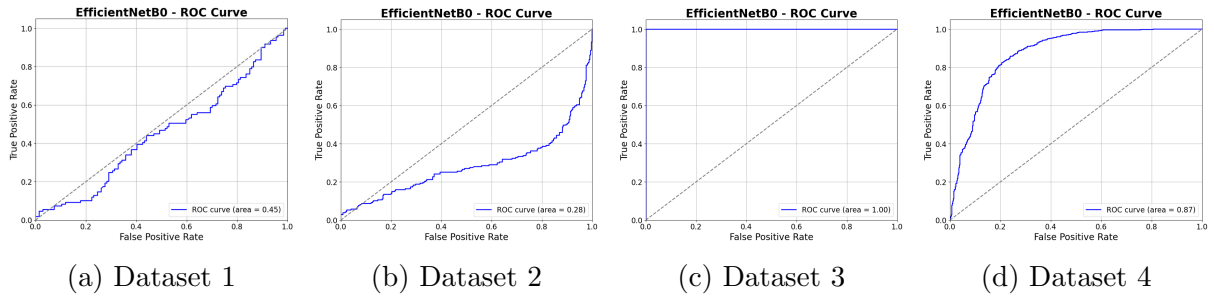 EfficientNetB0 - ROC Curve
True Positive Rate
1.0
0.8
0.6
0.4
0.2
0.0
0.0 0.2 0.4 0.6 0.8 1.0
False Positive Rate
ROC curve (area = 0.45)
(a) Dataset 1
EfficientNetB0 - ROC Curve
True Positive Rate
1.0
0.8
0.6
0.4
0.2
0.0
0.0 0.2 0.4 0.6 0.8 1.0
False Positive Rate
ROC curve (area = 0.28)
(b) Dataset 2
EfficientNetB0 - ROC Curve
True Positive Rate
1.0
0.8
0.6
0.4
0.2
0.0
0.0 0.2 0.4 0.6 0.8 1.0
False Positive Rate
ROC curve (area = 1.00)
(c) Dataset 3
EfficientNetB0 - ROC Curve
True Positive Rate
1.0
0.8
0.6
0.4
0.2
0.0
0.0 0.2 0.4 0.6 0.8 1.0
False Positive Rate
ROC curve (area = 0.87)
(d) Dataset 4